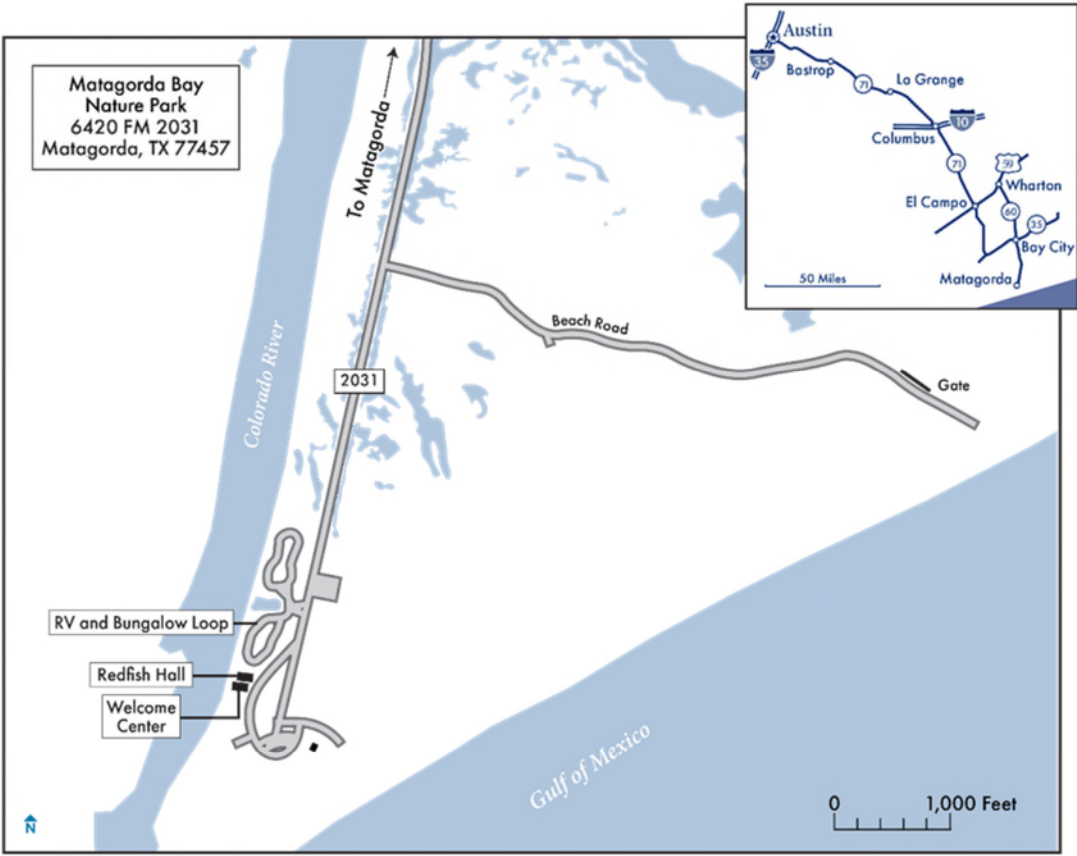 Matagorda Bay
Nature Park
6420 FM 2031
Matagorda, TX 77457
To Matagorda
Colorado River
2031
Beach Road
Gate
RV and Bungalow Loop
Redfish Hall
Welcome
Center
Gulf of Mexico
0 1,000 Feet
N
Austin
35
Bastrop
71
La Grange
10
Columbus
71
59
Wharton
El Campo
60
35
Bay City
Matagorda
50 Miles